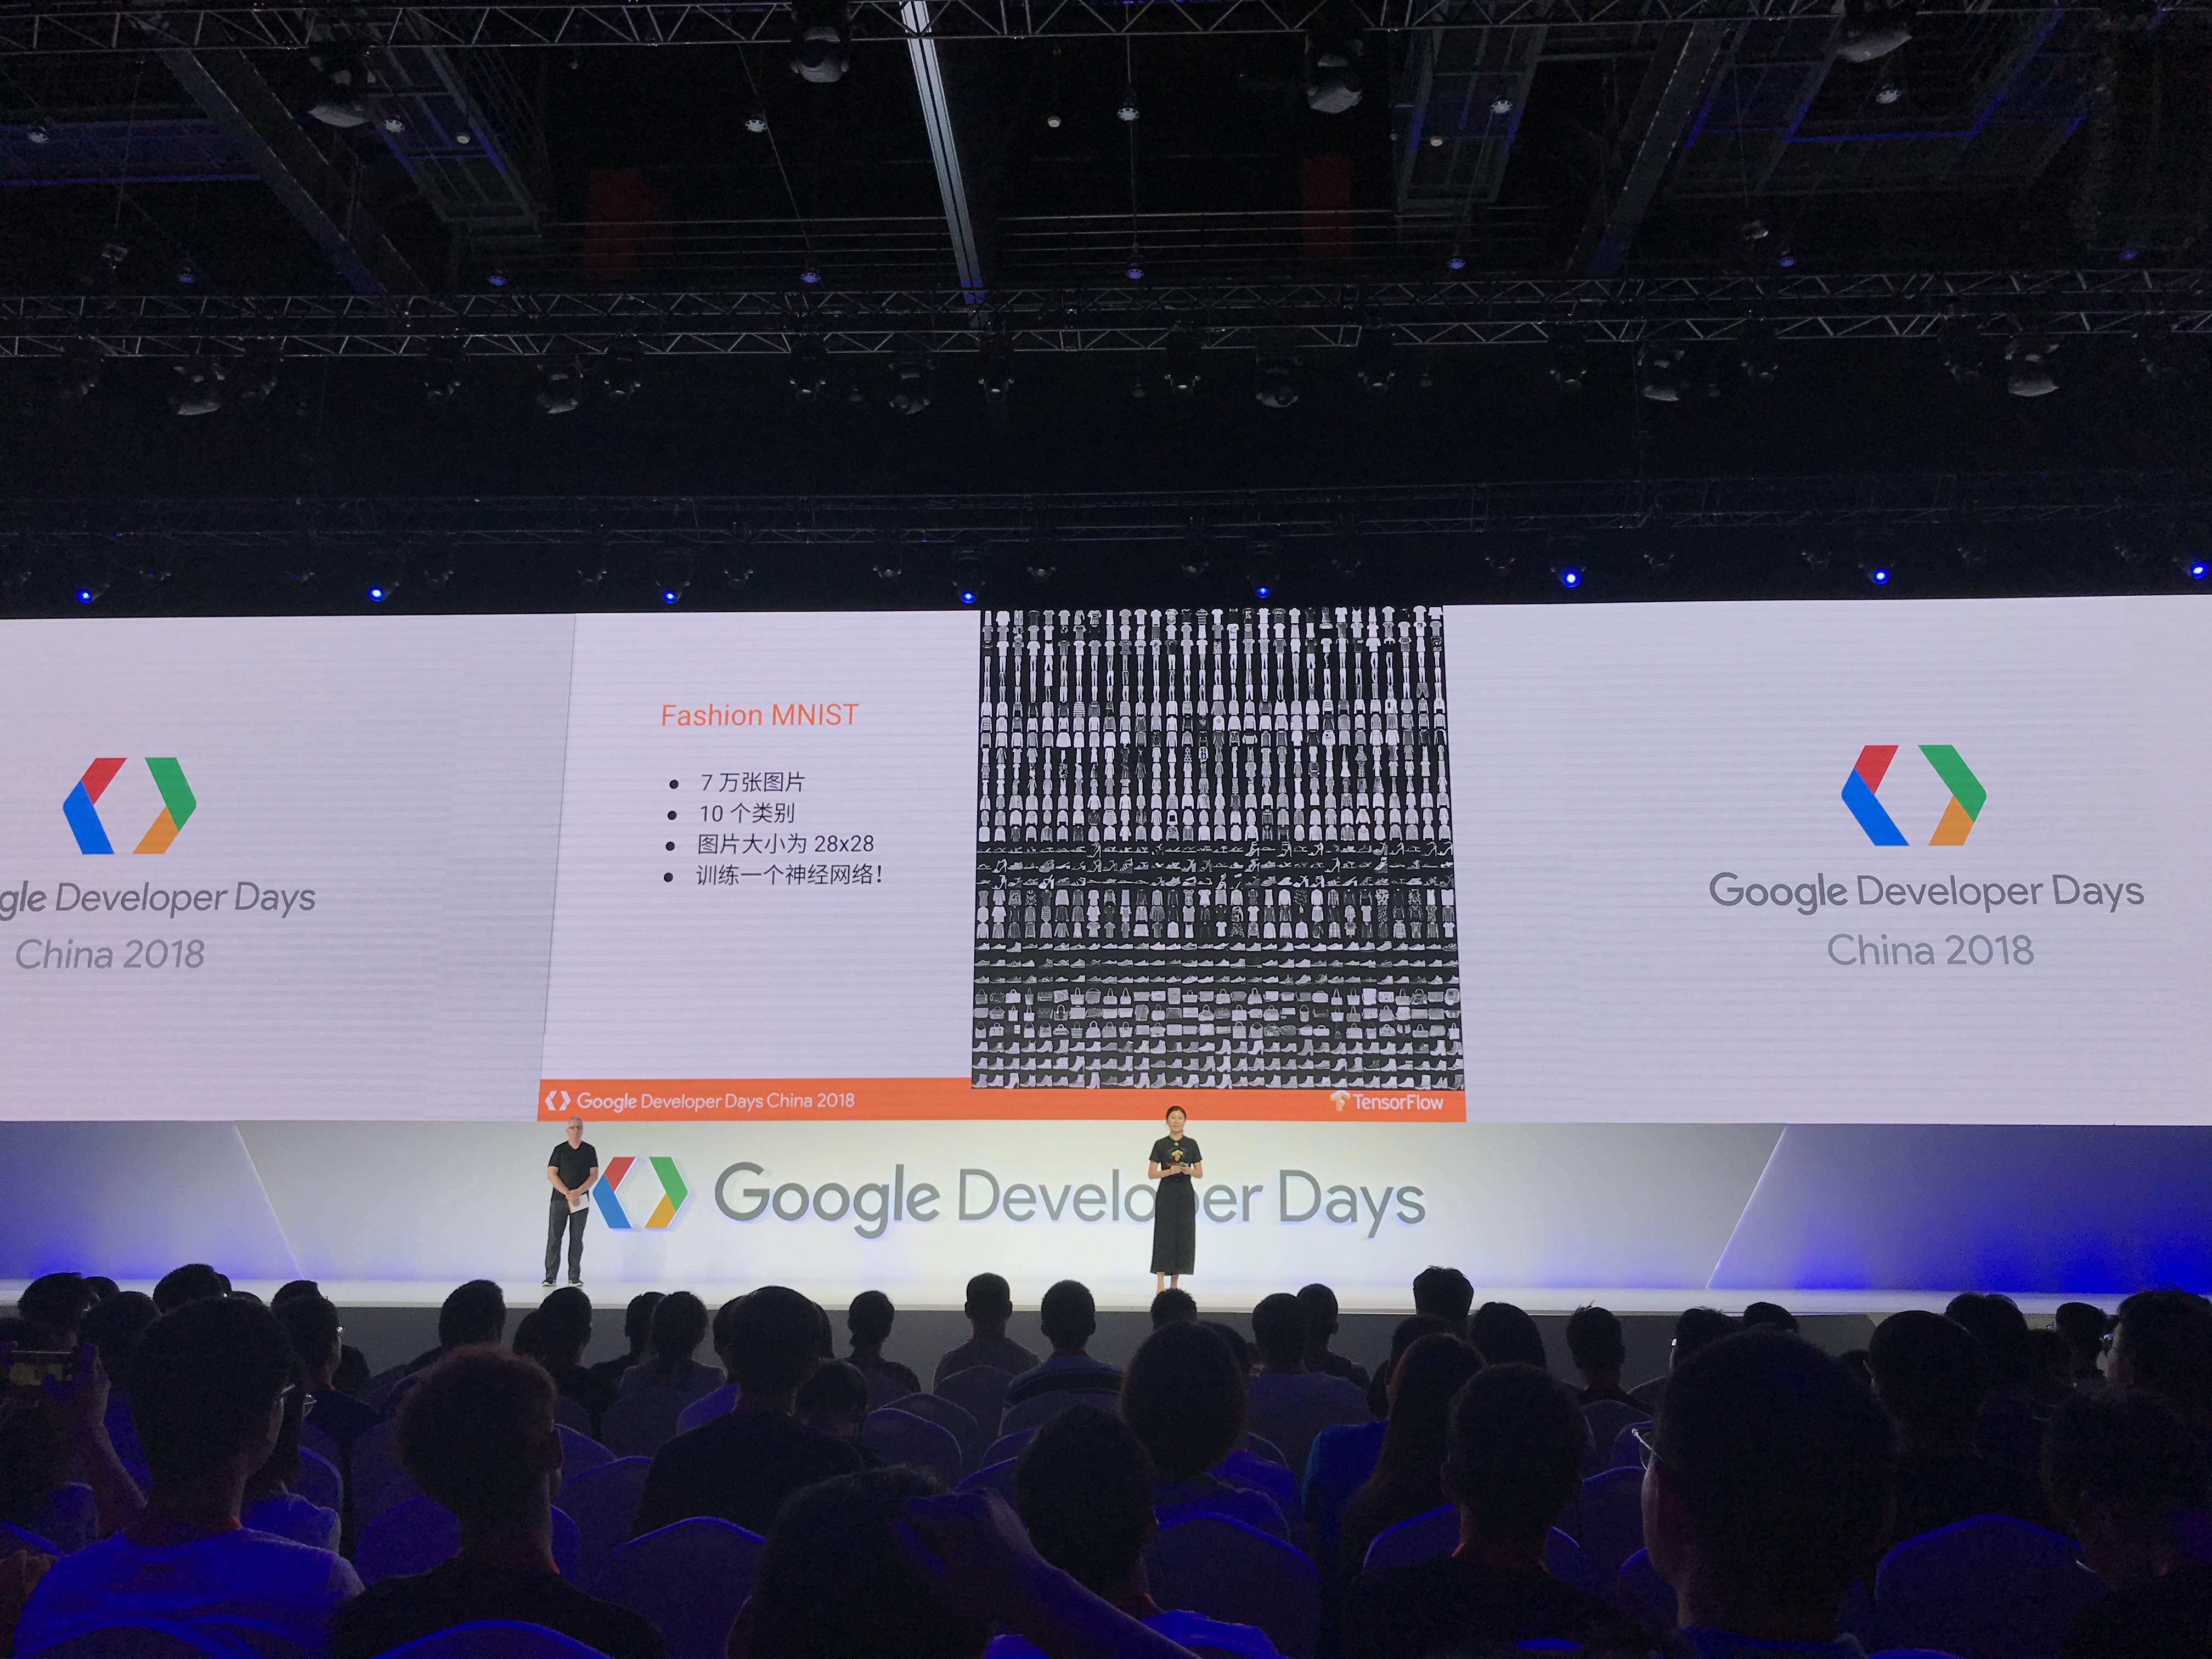 gle Developer Days
China 2018
Fashion MNIST
● 7 万张图片
● 10 个类别
● 图片大小为 28x28
● 训练一个神经网络！
Google Developer Days China 2018
TensorFlow
Google Developer Days
China 2018
Google Develo er Days